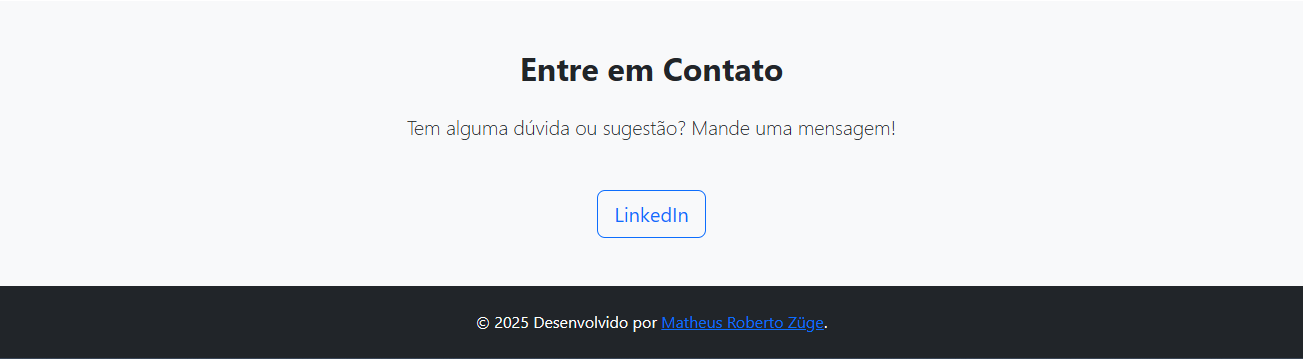 Entre em Contato
Tem alguma dúvida ou sugestão? Mande uma mensagem!
LinkedIn
© 2025 Desenvolvido por Matheus Roberto Züge.